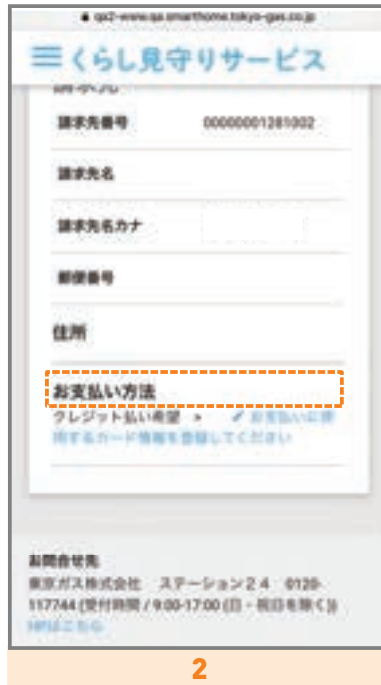 qa2-www.qa.smarthome.tokyo-gas.co.jp
くらし見守りサービス
請求先
請求先番号 00000001281002
請求先名
請求先名カナ
郵便番号
住所
お支払い方法
クレジット払い希望 » お支払いに使
用するカード情報を登録してください
お問合せ先
東京ガス株式会社 ステーション24 0120-
117744 (受付時間 / 9:00-17:00 (日・祝日を除く))
HPはこちら
2